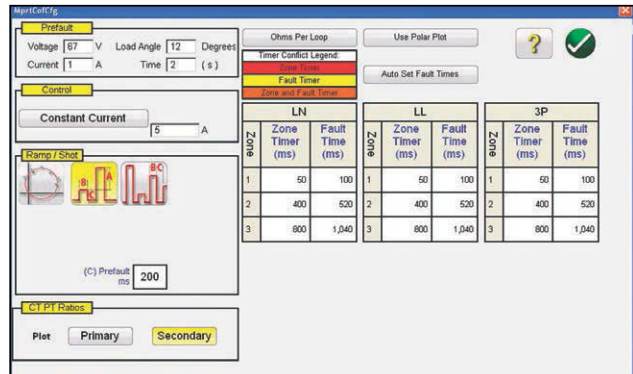 MprtCofCfg
Prefault
Voltage 67 V Load Angle 12 Degrees
Current 1 A Time 2 ( s )
Control
Constant Current
5 A
Ramp / Shot
B C A
BC
(C) Prefault
ms 200
CT PT Ratios
Plot Primary Secondary
Ohms Per Loop
Use Polar Plot
?
Timer Conflict
Legend:
Zone Timer
Fault Timer
Zone and Fault Timer
Auto Set Fault Times
LN
Zone Zone Timer (ms) Fault Time (ms)
1 50 100
2 400 520
3 800 1,040
LL
Zone Zone Timer (ms) Fault Time (ms)
1 50 100
2 400 520
3 800 1,040
3P
Zone Zone Timer (ms) Fault Time (ms)
1 50 100
2 400 520
3 800 1,040